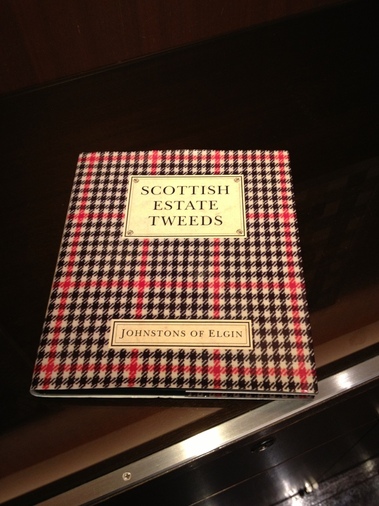 SCOTTISH
ESTATE
TWEEDS
JOHNSTONS OF ELGIN